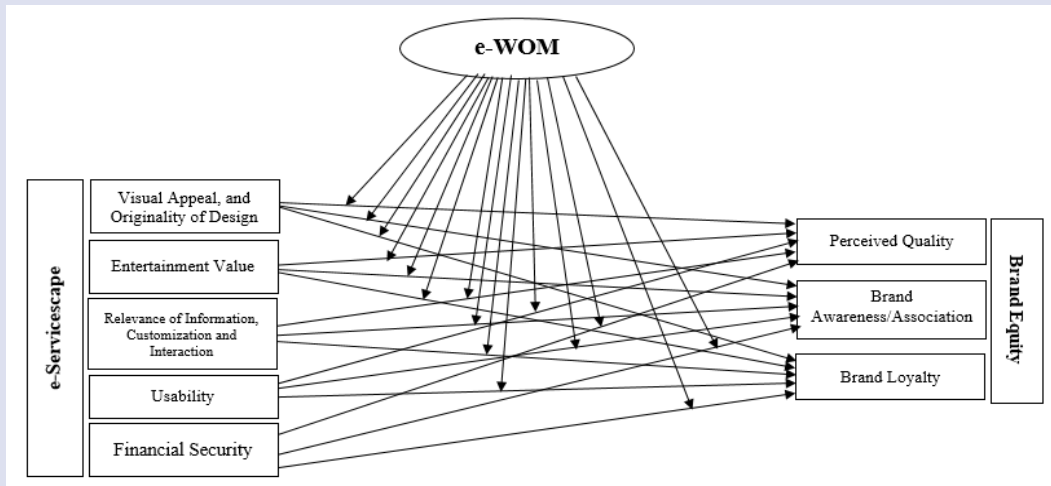 e-WOM
e-Servicescape
Visual Appeal, and
Originality of Design
Entertainment Value
Relevance of Information,
Customization and
Interaction
Usability
Financial Security
Perceived Quality
Brand
Awareness/Association
Brand Loyalty
Brand Equity